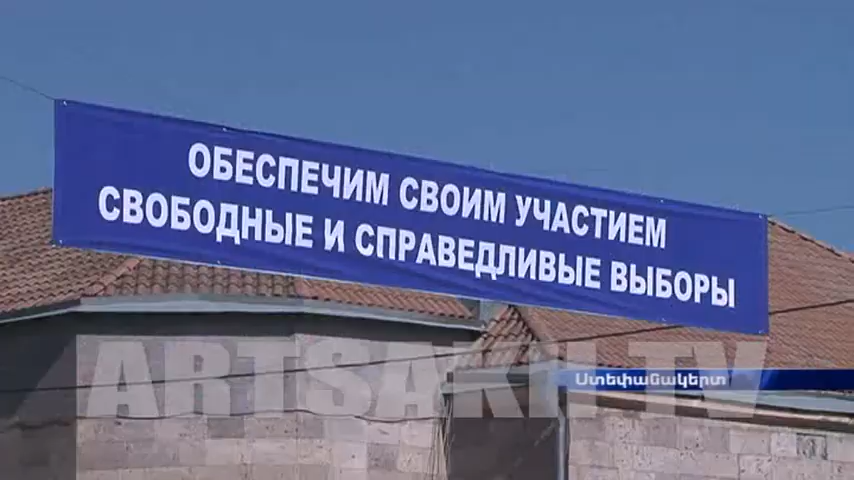 ОБЕСПЕЧИМ СВОИМ УЧАСТИЕМ
СВОБОДНЫЕ И СПРАВЕДЛИВЫЕ ВЫБОРЫ
ARTSAKH TV
Ստեփանակերտ